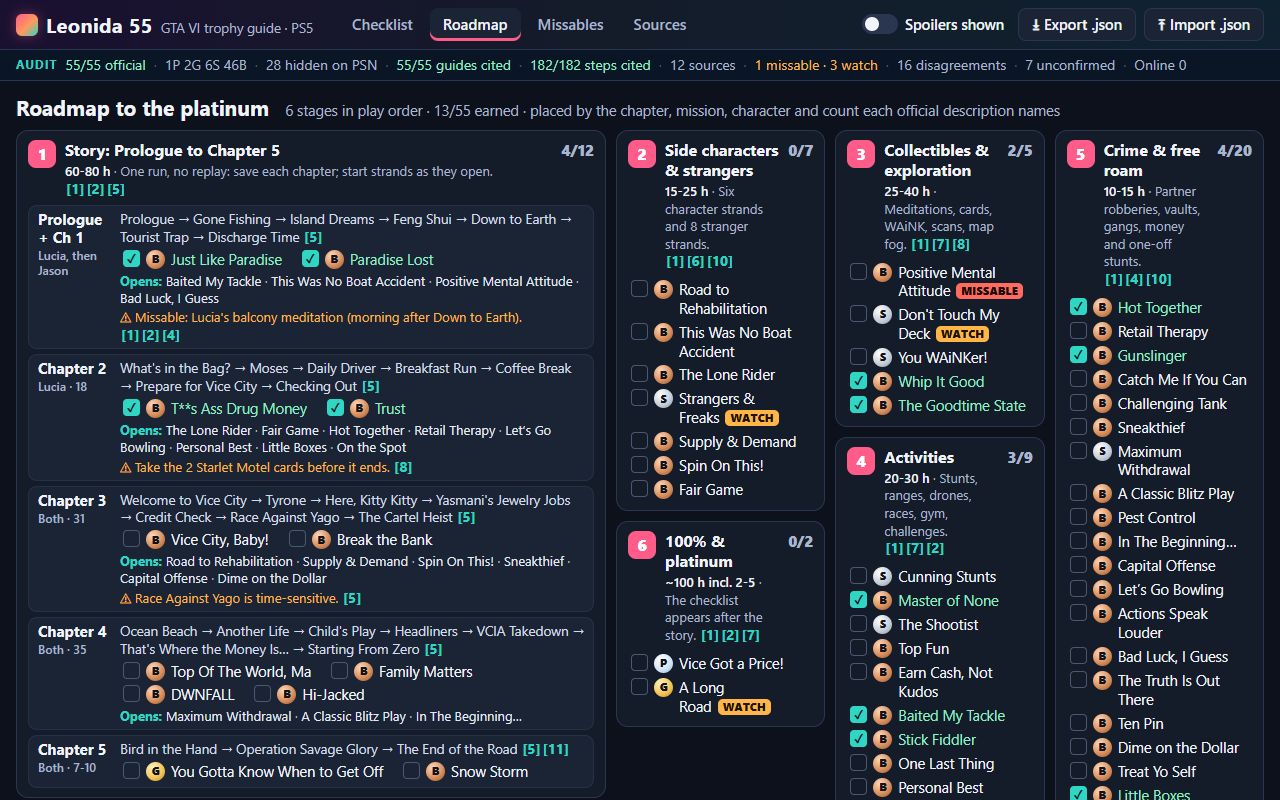 Leonida 55 GTA VI trophy guide · PS5 Checklist Roadmap Missables Sources Spoilers shown Export .json Import .json
AUDIT 55/55 official · 1P 2G 6S 46B · 28 hidden on PSN · 55/55 guides cited · 182/182 steps cited · 12 sources · 1 missable · 3 watch · 16 disagreements · 7 unconfirmed · Online 0
Roadmap to the platinum 6 stages in play order · 13/55 earned · placed by the chapter, mission, character and count each official description names
1 Story: Prologue to Chapter 5 4/12
60-80 h · One run, no replay: save each chapter; start strands as they open.
[1] [2] [5]
Prologue
+ Ch 1
Lucia, then
Jason
Prologue → Gone Fishing → Island Dreams → Feng Shui → Down to Earth →
Tourist Trap → Discharge Time [5]
B Just Like Paradise B Paradise Lost
Opens: Baited My Tackle · This Was No Boat Accident · Positive Mental Attitude ·
Bad Luck, I Guess
⚠ Missable: Lucia's balcony meditation (morning after Down to Earth).
[1] [2] [4]
Chapter 2
Lucia · 18
What's in the Bag? → Moses → Daily Driver → Breakfast Run → Coffee Break
→ Prepare for Vice City → Checking Out [5]
B T**s Ass Drug Money B Trust
Opens: The Lone Rider · Fair Game · Hot Together · Retail Therapy · Let's Go
Bowling · Personal Best · Little Boxes · On the Spot
⚠ Take the 2 Starlet Motel cards before it ends. [8]
Chapter 3
Both · 31
Welcome to Vice City → Tyrone → Here, Kitty Kitty → Yasmani's Jewelry Jobs
→ Credit Check → Race Against Yago → The Cartel Heist [5]
B Vice City, Baby! B Break the Bank
Opens: Road to Rehabilitation · Supply & Demand · Spin On This! · Sneakthief ·
Capital Offense · Dime on the Dollar
⚠ Race Against Yago is time-sensitive. [5]
Chapter 4
Both · 35
Ocean Beach → Another Life → Child's Play → Headliners → VCIA Takedown →
That's Where the Money Is... → Starting From Zero [5]
B Top Of The World, Ma B Family Matters
B DWNFALL B Hi-Jacked
Opens: Maximum Withdrawal · A Classic Blitz Play · In The Beginning...
Chapter 5
Both · 7-10
Bird in the Hand → Operation Savage Glory → The End of the Road [5] [11]
G You Gotta Know When to Get Off B Snow Storm
2 Side characters 0/7
& strangers
15-25 h · Six
character strands
and 8 stranger
strands.
[1] [6] [10]
B Road to
Rehabilitation
B This Was No Boat
Accident
B The Lone Rider
S Strangers &
Freaks WATCH
B Supply & Demand
B Spin On This!
B Fair Game
6 100% & 0/2
platinum
~100 h incl. 2-5 ·
The checklist
appears after the
story. [1] [2] [7]
P Vice Got a Price!
G A Long
Road WATCH
3 Collectibles & 2/5
exploration
25-40 h ·
Meditations, cards,
WAiNK, scans, map
fog. [1] [7] [8]
B Positive Mental
Attitude MISSABLE
S Don't Touch My
Deck WATCH
S You WAiNKer!
B Whip It Good
B The Goodtime State
4 Activities 3/9
20-30 h · Stunts,
ranges, drones,
races, gym,
challenges.
[1] [7] [2]
S Cunning Stunts
B Master of None
S The Shootist
B Top Fun
B Earn Cash, Not
Kudos
B Baited My Tackle
B Stick Fiddler
B One Last Thing
B Personal Best
5 Crime & free 4/20
roam
10-15 h · Partner
robberies, vaults,
gangs, money
and one-off
stunts.
[1] [4] [10]
B Hot Together
B Retail Therapy
B Gunslinger
B Catch Me If You Can
B Challenging Tank
B Sneakthief
S Maximum
Withdrawal
B A Classic Blitz Play
B Pest Control
B In The Beginning...
B Capital Offense
B Let's Go Bowling
B Actions Speak
Louder
B Bad Luck, I Guess
B The Truth Is Out
There
B Ten Pin
B Dime on the Dollar
B Treat Yo Self
B Little Boxes